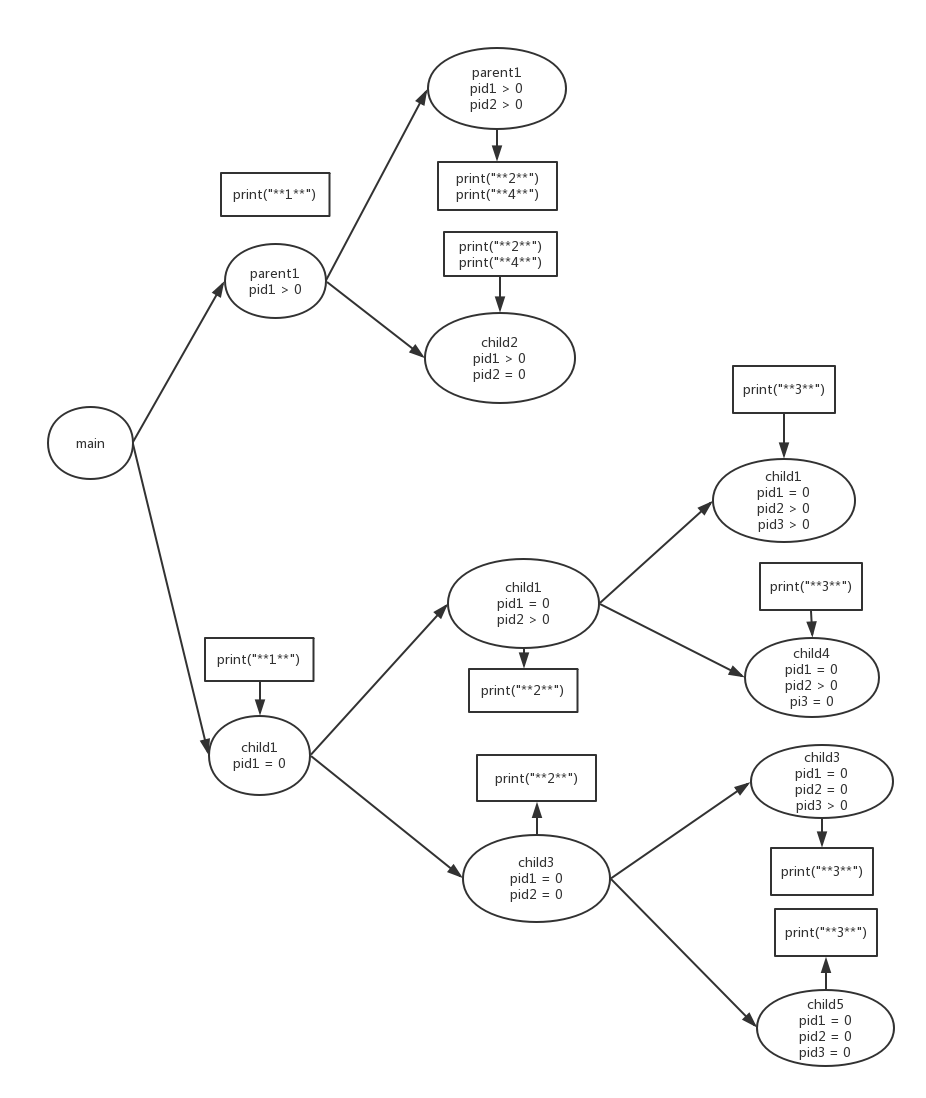 parent1
pid1 > 0
pid2 > 0
print("**2**")
print("**4**")
print("**1**")
parent1
pid1 > 0
print("**2**")
print("**4**")
child2
pid1 > 0
pid2 = 0
main
print("**3**")
child1
pid1 = 0
pid2 > 0
pid3 > 0
child1
pid1 = 0
pid2 > 0
print("**2**")
print("**3**")
child4
pid1 = 0
pid2 > 0
pi3 = 0
print("**1**")
child1
pid1 = 0
print("**2**")
child3
pid1 = 0
pid2 = 0
child3
pid1 = 0
pid2 = 0
pid3 > 0
print("**3**")
print("**3**")
child5
pid1 = 0
pid2 = 0
pid3 = 0